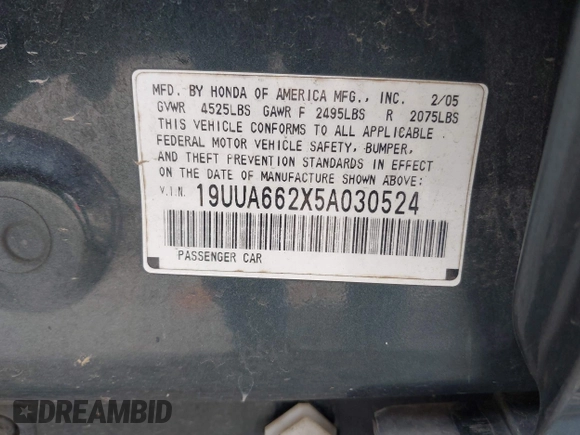 MFD. BY HONDA OF AMERICA MFG., INC. 2/05
GVWR 4525LBS GAWR F 2495LBS R 2075LBS
THIS VEHICLE CONFORMS TO ALL APPLICABLE
FEDERAL MOTOR VEHICLE SAFETY, BUMPER,
AND THEFT PREVENTION STANDARDS IN EFFECT
ON THE DATE OF MANUFACTURE SHOWN ABOVE:
V.I.N. 19UUA662X5A030524
PASSENGER CAR
DREAMBID